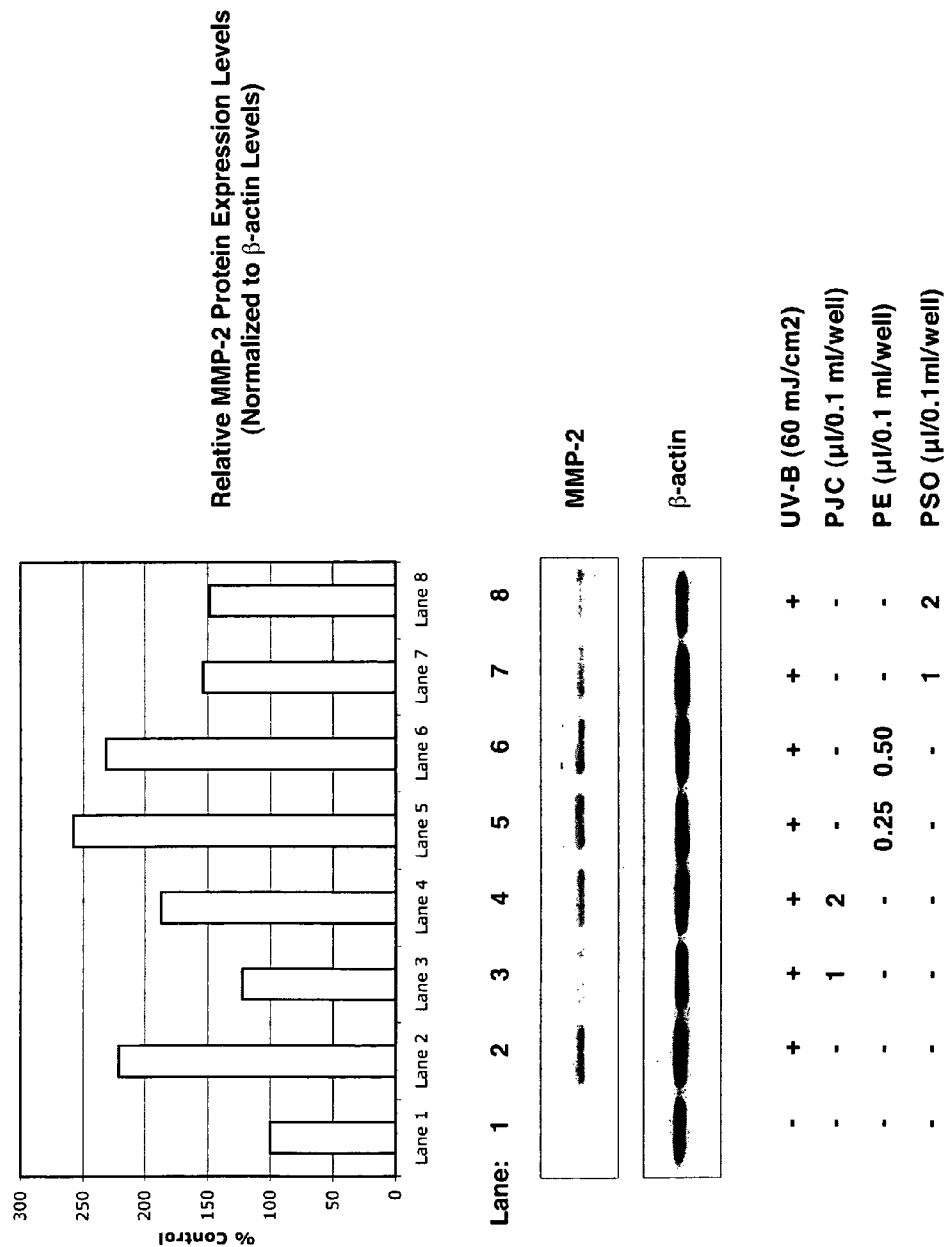 Relative MMP-2 Protein Expression Levels
(Normalized to β-actin Levels)
% Control
300
250
200
150
100
50
0
Lane 1 Lane 2 Lane 3 Lane 4 Lane 5 Lane 6 Lane 7 Lane 8
Lane: 1 2 3 4 5 6 7 8
MMP-2
β-actin
- + + + + + + + UV-B (60 mJ/cm2)
- - 1 2 - - - - PJC (µl/0.1 ml/well)
- - - - 0.25 0.50 - - PE (µl/0.1 ml/well)
- - - - - - 1 2 PSO (µl/0.1ml/well)